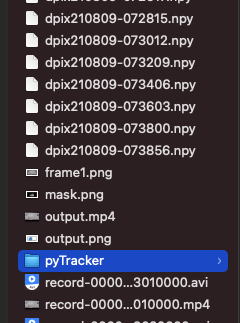 dpix210809-072815.npy
dpix210809-073012.npy
dpix210809-073209.npy
dpix210809-073406.npy
dpix210809-073603.npy
dpix210809-073800.npy
dpix210809-073856.npy
frame1.png
mask.png
output.mp4
output.png
pyTracker
record-0000...3010000.avi
record-0000...010000.mp4